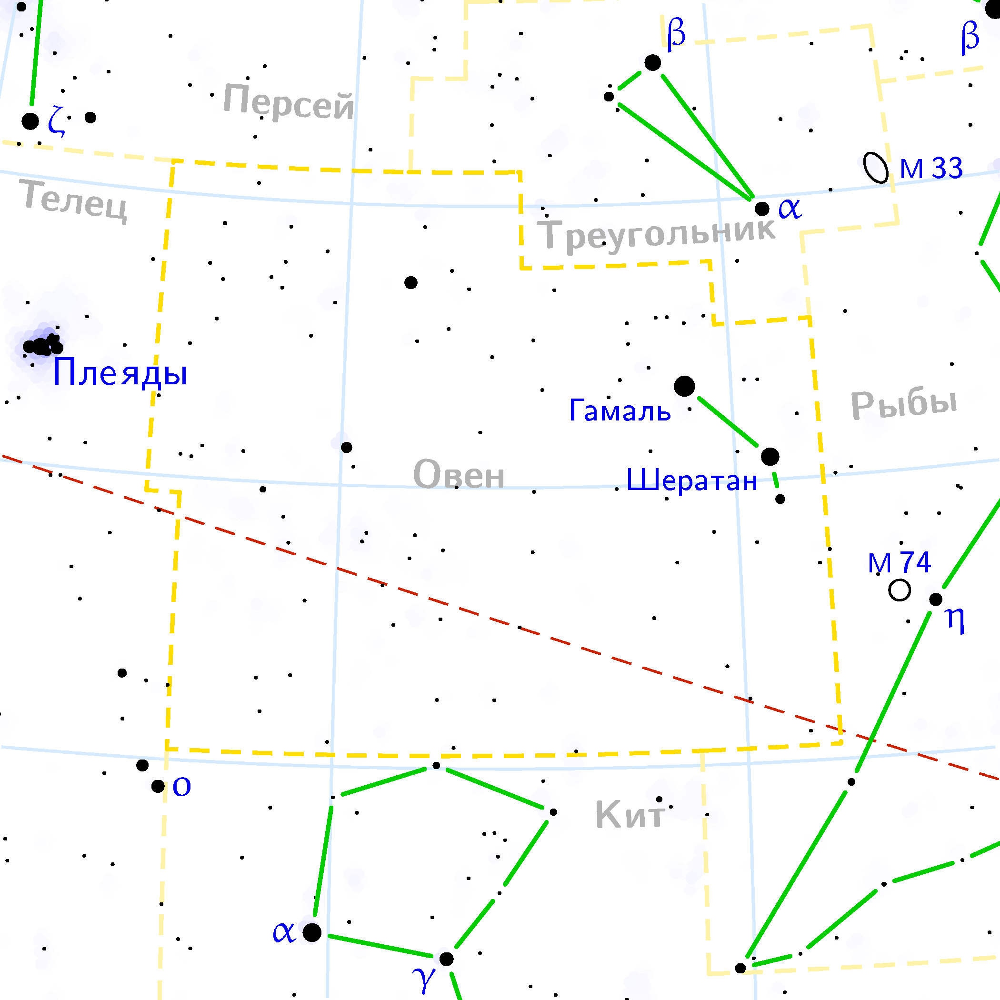 β
β
Персей
ζ
М 33
Телец
α
Треугольник
Плеяды
Гамаль
Рыбы
Овен
Шератан
М 74
η
ο
Кит
α
γ